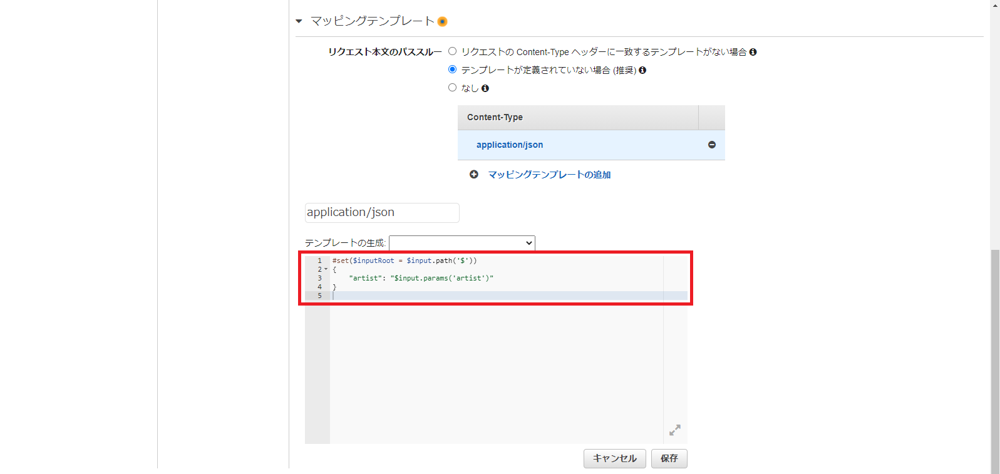 マッピングテンプレート
リクエスト本文のパススルー
リクエストの Content-Type ヘッダーに一致するテンプレートがない場合
テンプレートが定義されていない場合 (推奨)
なし
Content-Type
application/json
マッピングテンプレートの追加
application/json
テンプレートの生成:
1 #set($inputRoot = $input.path('$'))
2 {
3 "artist": "$input.params('artist')"
4 }
5
キャンセル 保存